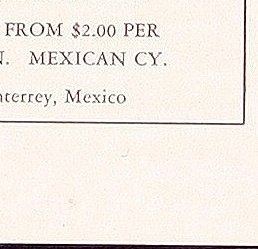 FROM $2.00 PER
N. MEXICAN CY.
nterrey, Mexico